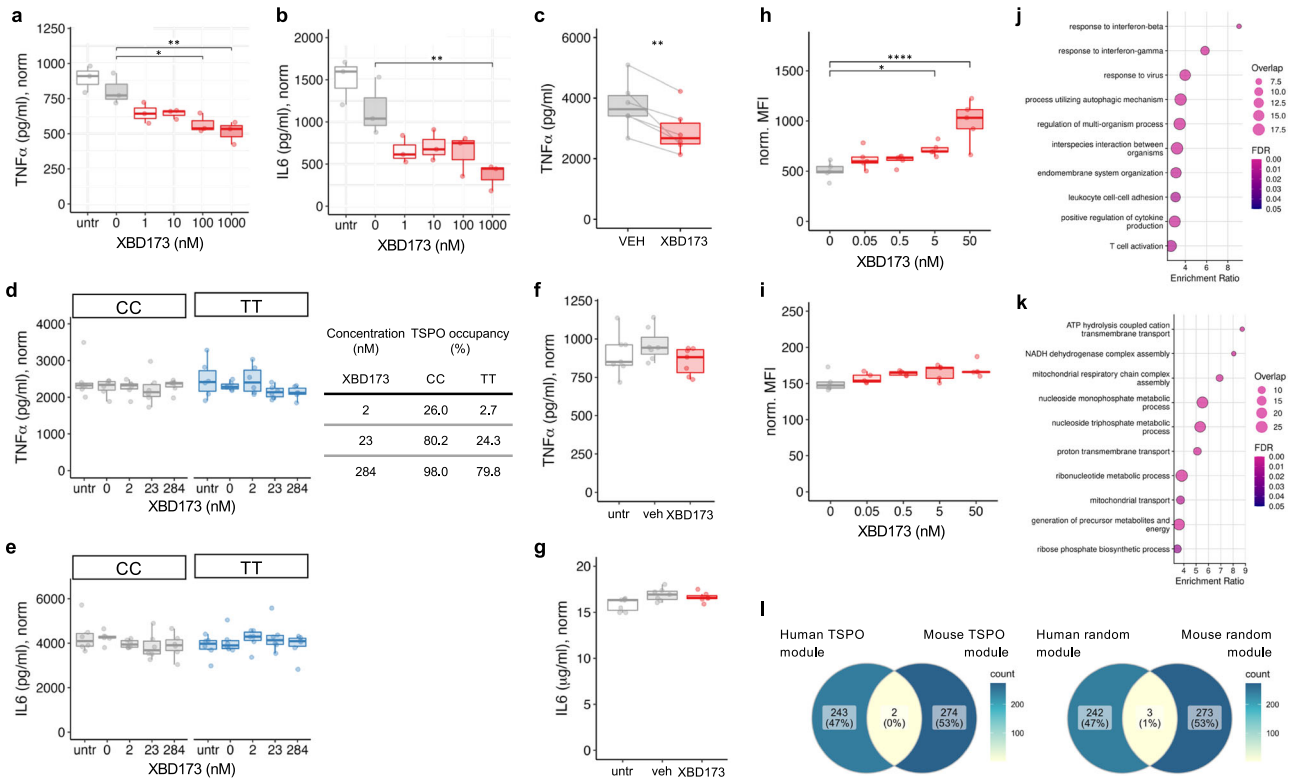 a
TNFα (pg/ml), norm
1250
1000
750
500
250
0
**
*
untr 0 1 10 100 1000
XBD173 (nM)
b
IL6 (pg/ml), norm
2000
1500
1000
500
0
**
untr 0 1 10 100 1000
XBD173 (nM)
c
TNFα (pg/ml)
6000
4000
2000
0
**
VEH XBD173
h
norm. MFI
1500
1000
500
0
****
*
0 0.05 0.5 5 50
XBD173 (nM)
j
response to interferon-beta
response to interferon-gamma
response to virus
process utilizing autophagic mechanism
regulation of multi-organism process
interspecies interaction between
organisms
endomembrane system organization
leukocyte cell-cell adhesion
positive regulation of cytokine
production
T cell activation
4 6 8
Enrichment Ratio
Overlap
7.5
10.0
12.5
15.0
17.5
FDR
0.00
0.01
0.02
0.03
0.04
0.05
d
CC TT
TNFα (pg/ml), norm
4000
3000
2000
1000
0
untr 0 2 23 284 untr 0 2 23 284
XBD173 (nM)
Concentration TSPO occupancy
(nM) (%)
XBD173 CC TT
2 26.0 2.7
23 80.2 24.3
284 98.0 79.8
f
TNFα (pg/ml), norm
1250
1000
750
500
250
0
untr veh XBD173
i
norm. MFI
250
200
150
100
50
0
0 0.05 0.5 5 50
XBD173 (nM)
k
ATP hydrolysis coupled cation
transmembrane transport
NADH dehydrogenase complex assembly
mitochondrial respiratory chain complex
assembly
nucleoside monophosphate metabolic
process
nucleoside triphosphate metabolic
process
proton transmembrane transport
ribonucleotide metabolic process
mitochondrial transport
generation of precursor metabolites and
energy
ribose phosphate biosynthetic process
4 5 6 7 8 9
Enrichment Ratio
Overlap
10
15
20
25
FDR
0.00
0.01
0.02
0.03
0.04
0.05
e
CC TT
IL6 (pg/ml), norm
6000
4000
2000
0
untr 0 2 23 284 untr 0 2 23 284
XBD173 (nM)
g
IL6 (μg/ml), norm
20
15
10
5
0
untr veh XBD173
l
Human TSPO Mouse TSPO
module module
count
200
100
243
(47%)
2
(0%)
274
(53%)
Human random Mouse random
module module
count
200
100
242
(47%)
3
(1%)
273
(53%)